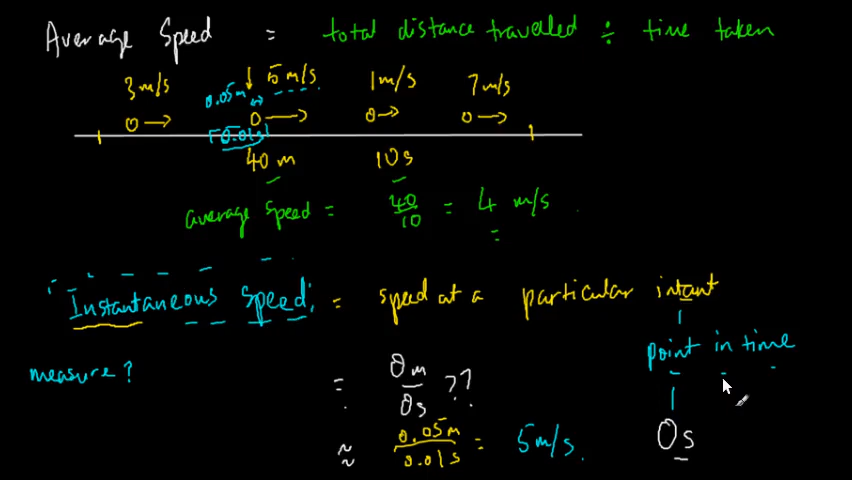 Average Speed = total distance travelled ÷ time taken
3m/s 5m/s 1m/s 7m/s
0.05m
0.01s
40 m 10s
average speed = 40/10 = 4 m/s
Instantaneous Speed: = speed at a particular intant
point in time
measure?
= 0m/0s ??
0s
≈ 0.05m/0.01s = 5m/s.